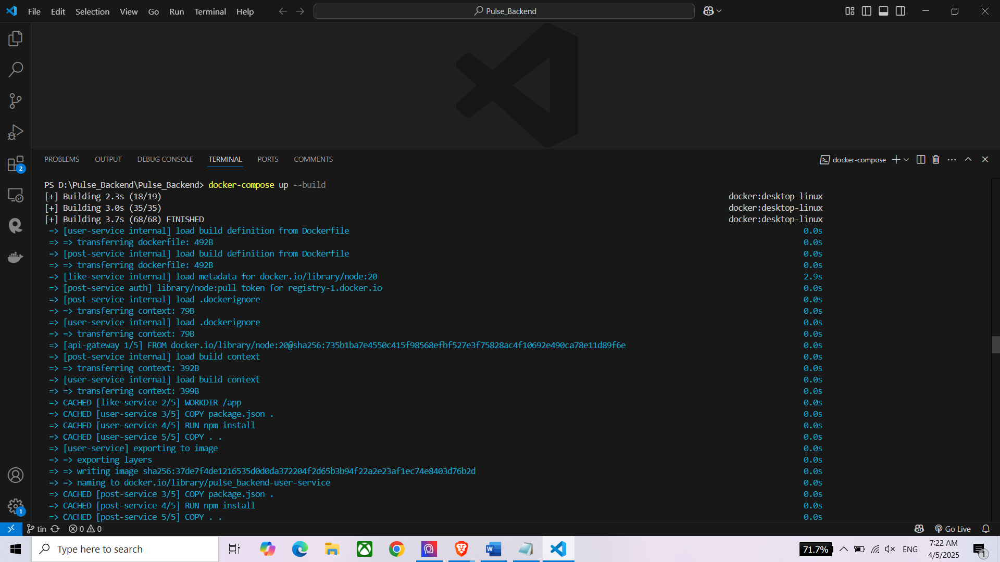 File Edit Selection View Go Run Terminal Help
Pulse_Backend
PROBLEMS OUTPUT DEBUG CONSOLE TERMINAL PORTS COMMENTS
docker-compose
PS D:\Pulse_Backend\Pulse_Backend> docker-compose up --build
[+] Building 2.3s (18/19) docker:desktop-linux
[+] Building 3.0s (35/35) docker:desktop-linux
[+] Building 3.7s (68/68) FINISHED docker:desktop-linux
=> [user-service internal] load build definition from Dockerfile 0.0s
=> => transferring dockerfile: 492B 0.0s
=> [post-service internal] load build definition from Dockerfile 0.0s
=> => transferring dockerfile: 492B 0.0s
=> [like-service internal] load metadata for docker.io/library/node:20 2.9s
=> [post-service auth] library/node:pull token for registry-1.docker.io 0.0s
=> [post-service internal] load .dockerignore 0.0s
=> => transferring context: 79B 0.0s
=> [user-service internal] load .dockerignore 0.0s
=> => transferring context: 79B 0.0s
=> [api-gateway 1/5] FROM docker.io/library/node:20@sha256:735b1ba7e4550c415f98568efbf527e3f75828ac4f10692e490ca78e11d89f6e 0.0s
=> [post-service internal] load build context 0.0s
=> => transferring context: 392B 0.0s
=> [user-service internal] load build context 0.0s
=> => transferring context: 399B 0.0s
=> CACHED [like-service 2/5] WORKDIR /app 0.0s
=> CACHED [user-service 3/5] COPY package.json . 0.0s
=> CACHED [user-service 4/5] RUN npm install 0.0s
=> CACHED [user-service 5/5] COPY . . 0.0s
=> [user-service] exporting to image 0.0s
=> => exporting layers 0.0s
=> => writing image sha256:37de7f4de1216535d0d0da372204f2d65b3b94f22a2e23af1ec74e8403d76b2d 0.0s
=> => naming to docker.io/library/pulse_backend-user-service 0.0s
=> CACHED [post-service 3/5] COPY package.json . 0.0s
=> CACHED [post-service 4/5] RUN npm install 0.0s
=> CACHED [post-service 5/5] COPY . . 0.0s
2
1
tin 0 0 Go Live
Type here to search
71.7% ENG 7:22 AM
4/5/2025
1